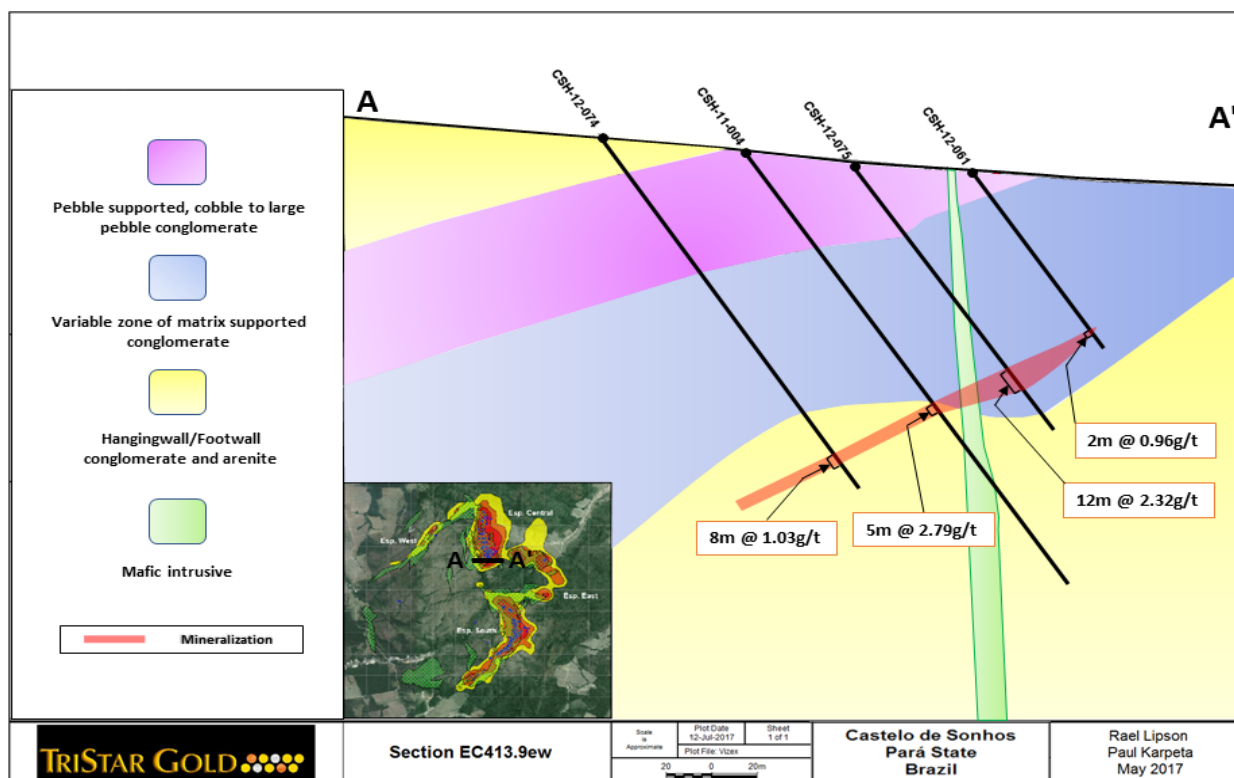 Pebble supported, cobble to large
pebble conglomerate
Variable zone of matrix supported
conglomerate
Hangingwall/Footwall
conglomerate and arenite
Mafic intrusive
Mineralization
A
A'
CSH-12-074
CSH-11-004
CSH-12-075
CSH-12-061
2m @ 0.96g/t
12m @ 2.32g/t
5m @ 2.79g/t
8m @ 1.03g/t
Esp. Central
Esp. West
A A'
Esp. East
Esp. South
TRISTAR GOLD
Section EC413.9ew
Scale
is
Approximate
Plot Date
12-Jul-2017
Sheet
1 of 1
Plot File: Vizex
20 0 20m
Castelo de Sonhos
Pará State
Brazil
Rael Lipson
Paul Karpeta
May 2017